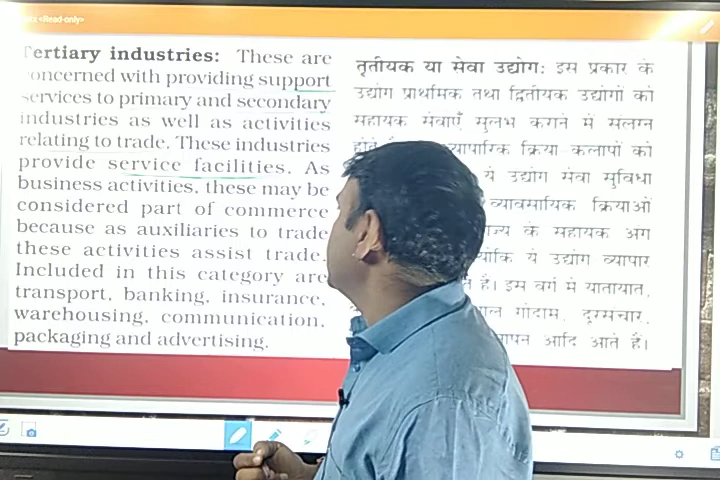 <Read-only>
Tertiary industries: These are
concerned with providing support
services to primary and secondary
industries as well as activities
relating to trade. These industries
provide service facilities. As
business activities, these may be
considered part of commerce
because as auxiliaries to trade
these activities assist trade.
Included in this category are
transport, banking, insurance,
warehousing, communication,
packaging and advertising.
तृतीयक या सेवा उद्योगः इस प्रकार के
उद्योग प्राथमिक तथा द्वितीयक उद्योगों को
सहायक सेवाएँ सुलभ कराने में संलग्न
व्यापारिक क्रिया कलापों को
ये उद्योग सेवा सुविधा
व्यावसायिक क्रियाओं
के सहायक अंग
ये उद्योग व्यापार
हैं। इस वर्ग में यातायात,
गोदाम, दूरसंचार,
आदि आते हैं।